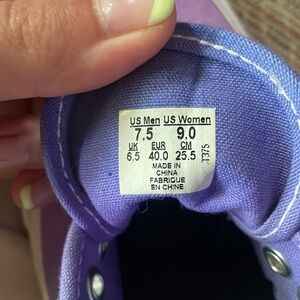 US Men US Women
7.5 9.0
UK EUR CM
6.5 40.0 25.5
MADE IN
CHINA
FABRIQUE
EN CHINE
T375